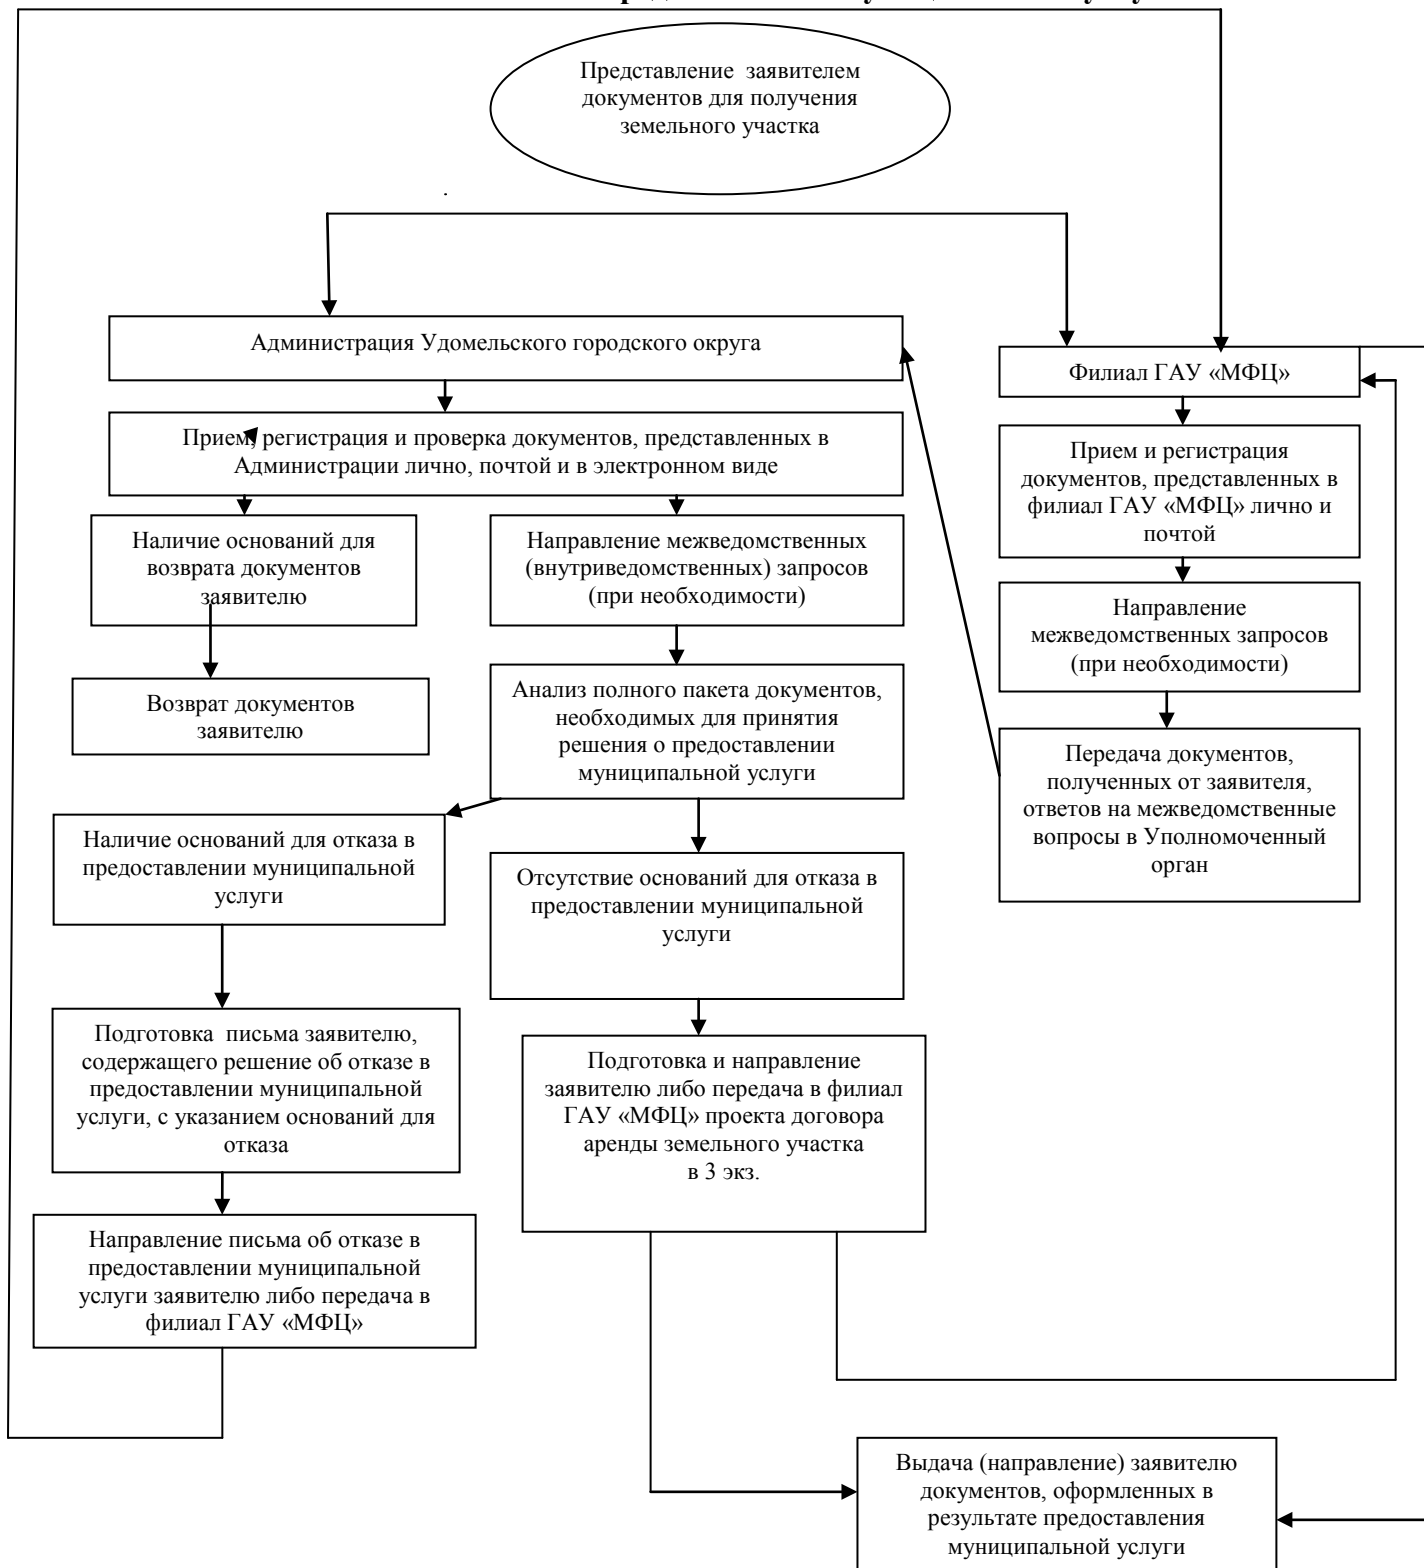 Представление заявителем
документов для получения
земельного участка
Администрация Удомельского городского округа
Филиал ГАУ «МФЦ»
Прием, регистрация и проверка документов, представленных в
Администрации лично, почтой и в электронном виде
Прием и регистрация
документов, представленных в
филиал ГАУ «МФЦ» лично и
почтой
Наличие оснований для
возврата документов
заявителю
Направление межведомственных
(внутриведомственных) запросов
(при необходимости)
Направление
межведомственных запросов
(при необходимости)
Возврат документов
заявителю
Анализ полного пакета документов,
необходимых для принятия
решения о предоставлении
муниципальной услуги
Передача документов,
полученных от заявителя,
ответов на межведомственные
вопросы в Уполномоченный
орган
Наличие оснований для отказа в
предоставлении муниципальной
услуги
Отсутствие оснований для отказа в
предоставлении муниципальной
услуги
Подготовка письма заявителю,
содержащего решение об отказе в
предоставлении муниципальной
услуги, с указанием оснований для
отказа
Подготовка и направление
заявителю либо передача в филиал
ГАУ «МФЦ» проекта договора
аренды земельного участка
в 3 экз.
Направление письма об отказе в
предоставлении муниципальной
услуги заявителю либо передача в
филиал ГАУ «МФЦ»
Выдача (направление) заявителю
документов, оформленных в
результате предоставления
муниципальной услуги